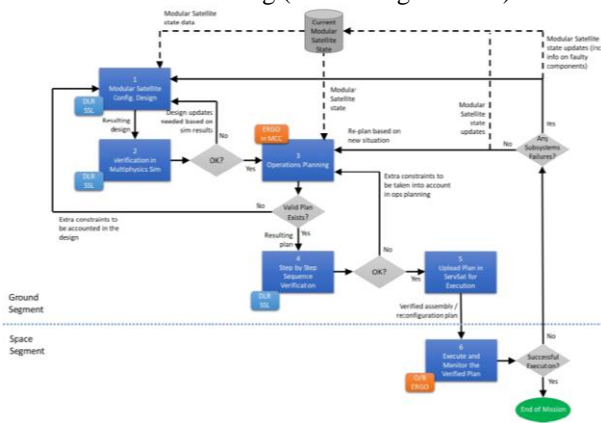 Modular Satellite
state data
Current
Modular
Satellite
State
Modular Satellite
state updates (inc
info on faulty
components)
1
Modular Satellite
Config. Design
DLR
SSL
Modular
Satellite
state
Design updates
needed based on
sim results
Resulting
design
No
ERGO
in MCC
Re-plan based on
new situation
Modular
Satellite
state
updates
Yes
No
Any
Subsystems
Failures?
2
Verification in
Multiphysics Sim
DLR
SSL
OK?
Yes
3
Operations Planning
Extra constraints to
be taken into account
in ops planning
No
Valid Plan
Exists?
Extra constraints to
be accounted in the
design
Resulting
plan
Yes
No
4
Step by Step
Sequence
Verification
DLR
SSL
OK?
Yes
5
Upload Plan in
ServSat for
Execution
Ground
Segment
Verified assembly /
reconfiguration plan
Space
Segment
6
Execute and
Monitor the
Verified Plan
O/B
ERGO
No
Successful
Execution?
Yes
End of Mission